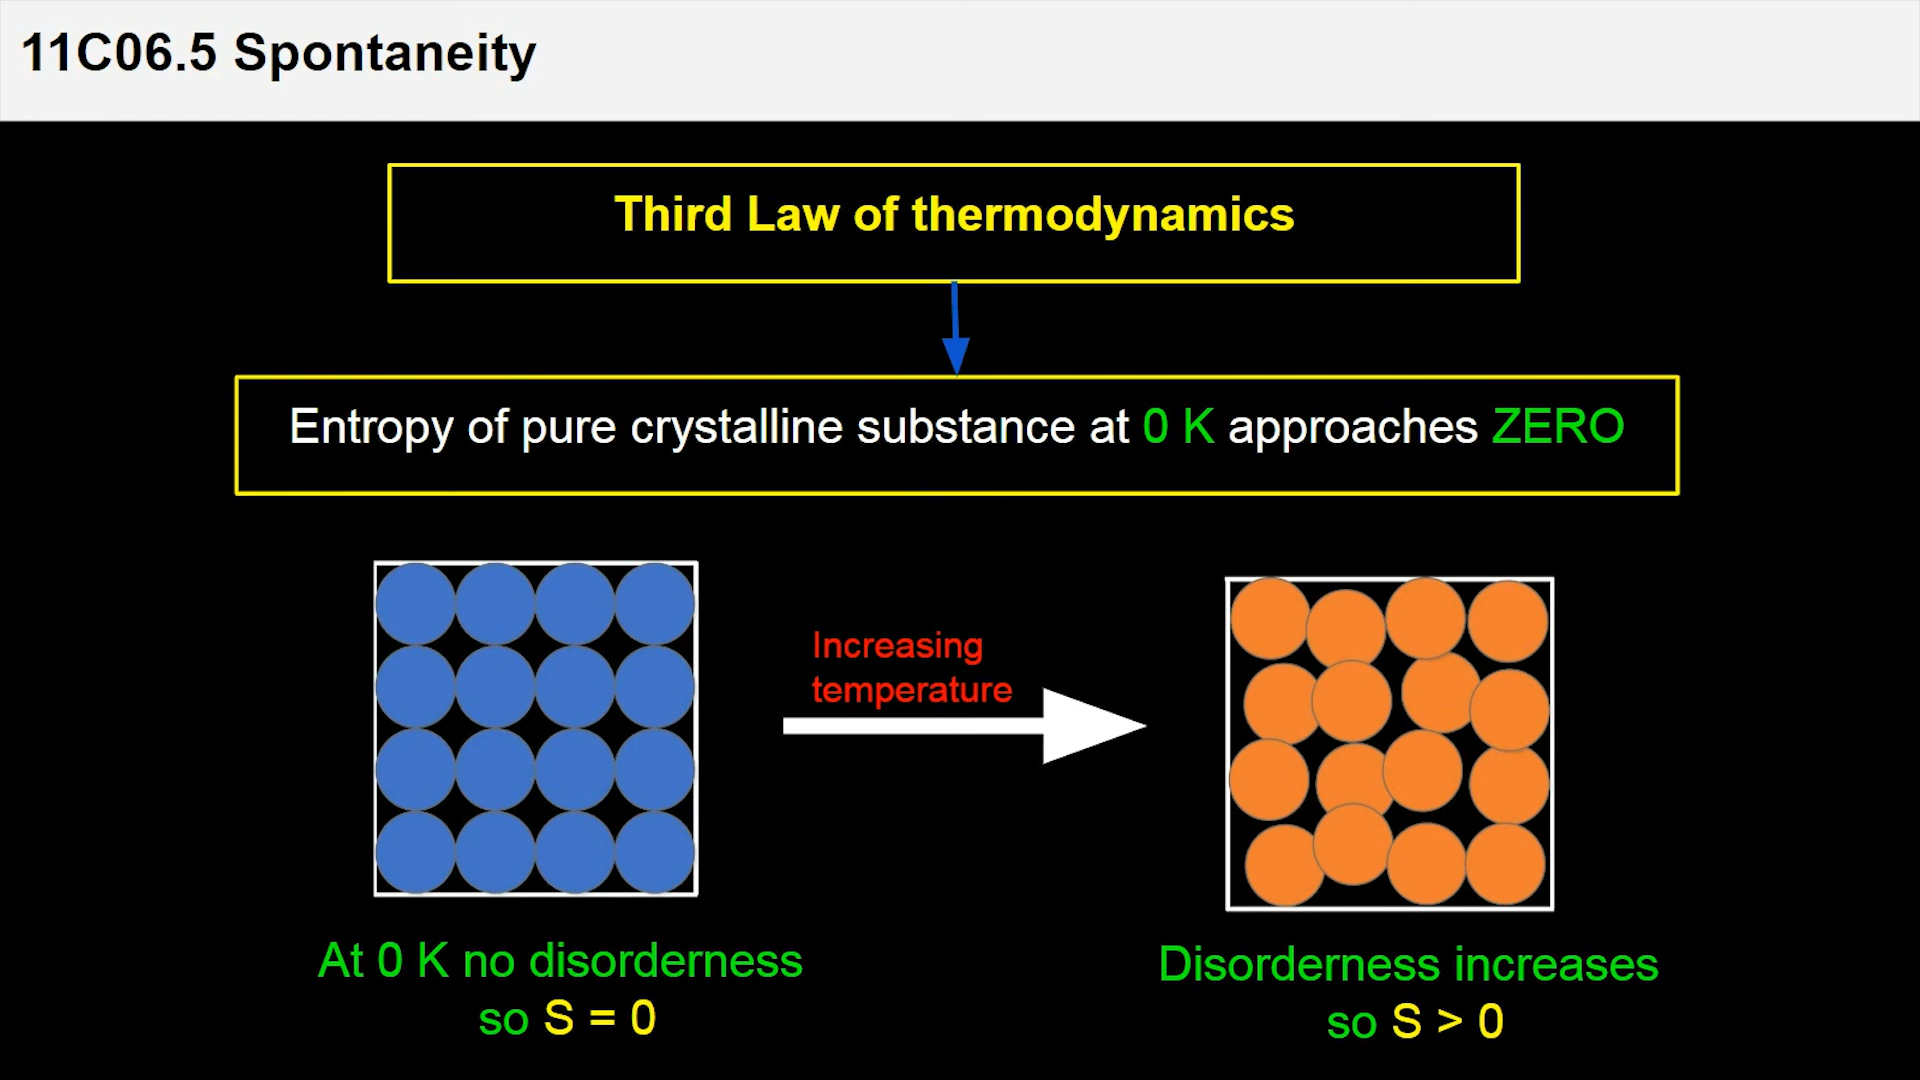 11C06.5 Spontaneity
Third Law of thermodynamics
Entropy of pure crystalline substance at 0 K approaches ZERO
Increasing
temperature
At 0 K no disorderness
so S = 0
Disorderness increases
so S > 0